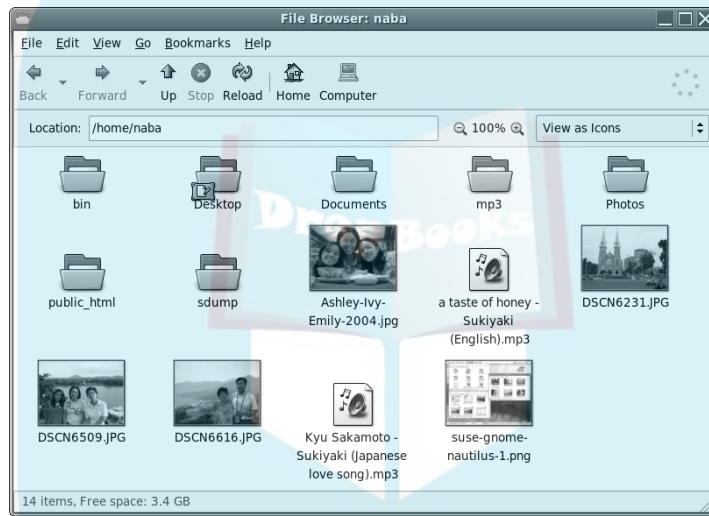 File Browser: naba
File Edit View Go Bookmarks Help
Back Forward Up Stop Reload Home Computer
Location: /home/naba 100% View as Icons
bin Desktop Documents mp3 Photos
DropBooks
public_html sdump Ashley-Ivy-
Emily-2004.jpg a taste of honey -
Sukiyaki
(English).mp3 DSCN6231.JPG
DSCN6509.JPG DSCN6616.JPG Kyu Sakamoto -
Sukiyaki (Japanese
love song).mp3 suse-gnome-
nautilus-1.png
14 items, Free space: 3.4 GB